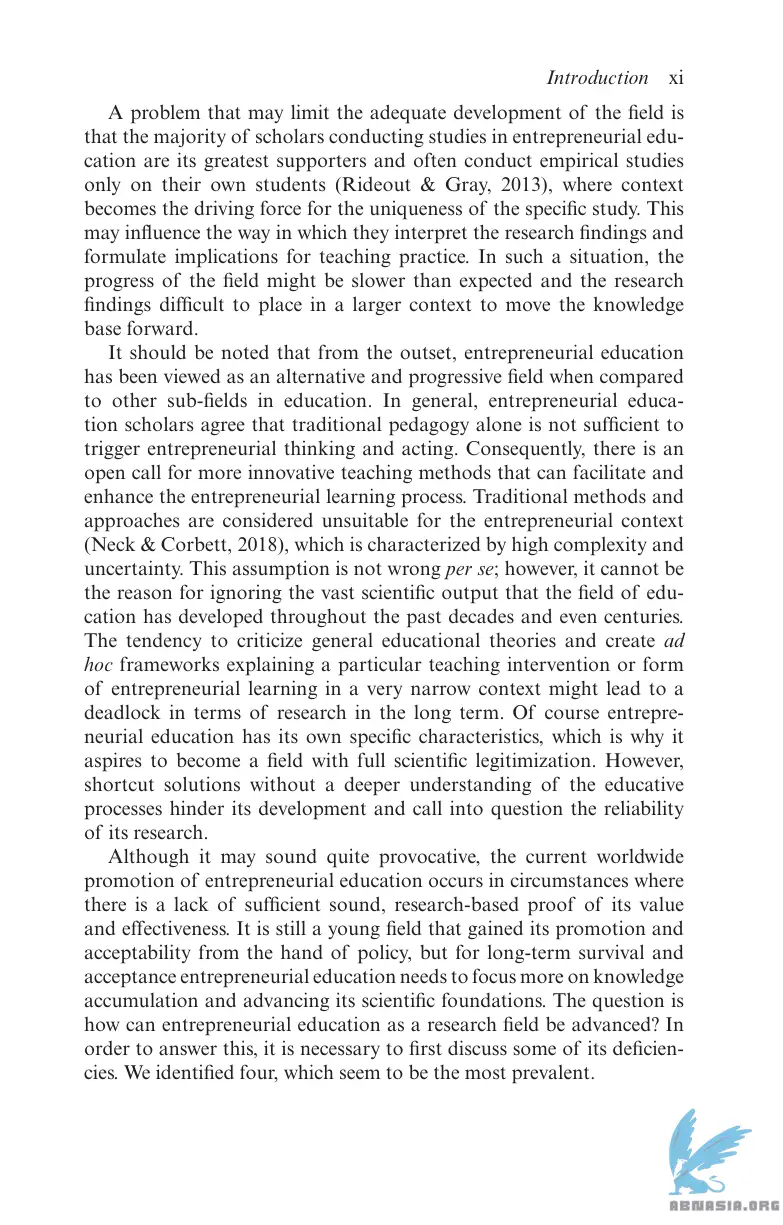 Introduction xi
A problem that may limit the adequate development of the field is
that the majority of scholars conducting studies in entrepreneurial edu-
cation are its greatest supporters and often conduct empirical studies
only on their own students (Rideout & Gray, 2013), where context
becomes the driving force for the uniqueness of the specific study. This
may influence the way in which they interpret the research findings and
formulate implications for teaching practice. In such a situation, the
progress of the field might be slower than expected and the research
findings difficult to place in a larger context to move the knowledge
base forward.
It should be noted that from the outset, entrepreneurial education
has been viewed as an alternative and progressive field when compared
to other sub-fields in education. In general, entrepreneurial educa-
tion scholars agree that traditional pedagogy alone is not sufficient to
trigger entrepreneurial thinking and acting. Consequently, there is an
open call for more innovative teaching methods that can facilitate and
enhance the entrepreneurial learning process. Traditional methods and
approaches are considered unsuitable for the entrepreneurial context
(Neck & Corbett, 2018), which is characterized by high complexity and
uncertainty. This assumption is not wrong per se; however, it cannot be
the reason for ignoring the vast scientific output that the field of edu-
cation has developed throughout the past decades and even centuries.
The tendency to criticize general educational theories and create ad
hoc frameworks explaining a particular teaching intervention or form
of entrepreneurial learning in a very narrow context might lead to a
deadlock in terms of research in the long term. Of course entrepre-
neurial education has its own specific characteristics, which is why it
aspires to become a field with full scientific legitimization. However,
shortcut solutions without a deeper understanding of the educative
processes hinder its development and call into question the reliability
of its research.
Although it may sound quite provocative, the current worldwide
promotion of entrepreneurial education occurs in circumstances where
there is a lack of sufficient sound, research-based proof of its value
and effectiveness. It is still a young field that gained its promotion and
acceptability from the hand of policy, but for long-term survival and
acceptance entrepreneurial education needs to focus more on knowledge
accumulation and advancing its scientific foundations. The question is
how can entrepreneurial education as a research field be advanced? In
order to answer this, it is necessary to first discuss some of its deficien-
cies. We identified four, which seem to be the most prevalent.
ABNASIA.ORG